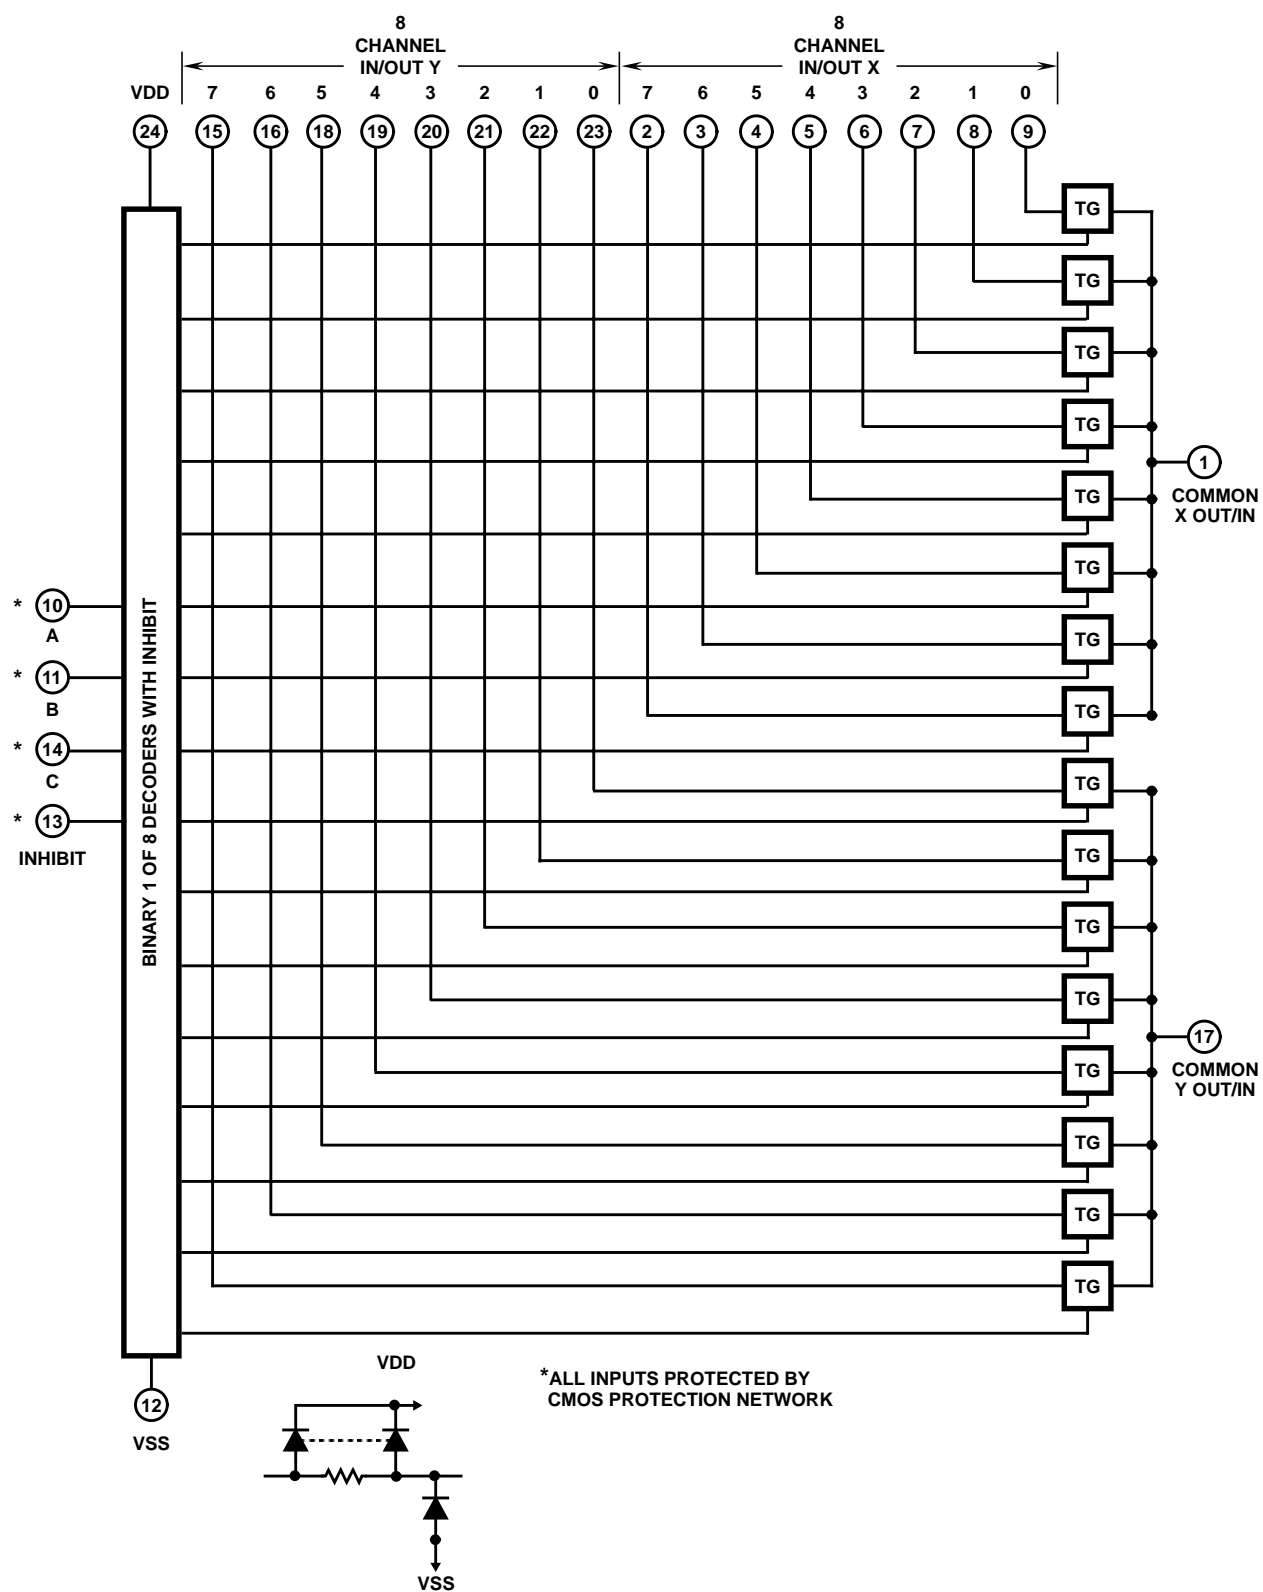 8 8
CHANNEL CHANNEL
IN/OUT Y IN/OUT X
VDD 7 6 5 4 3 2 1 0 7 6 5 4 3 2 1 0
24 15 16 18 19 20 21 22 23 2 3 4 5 6 7 8 9
TG
TG
TG
TG
1
COMMON
X OUT/IN
TG
TG
* 10
A
TG
* 11
B
TG
* 14
C
TG
* 13
INHIBIT
BINARY 1 OF 8 DECODERS WITH INHIBIT
TG
TG
TG
17
COMMON
Y OUT/IN
TG
TG
TG
TG
12
VSS
VDD
*ALL INPUTS PROTECTED BY
CMOS PROTECTION NETWORK
VSS